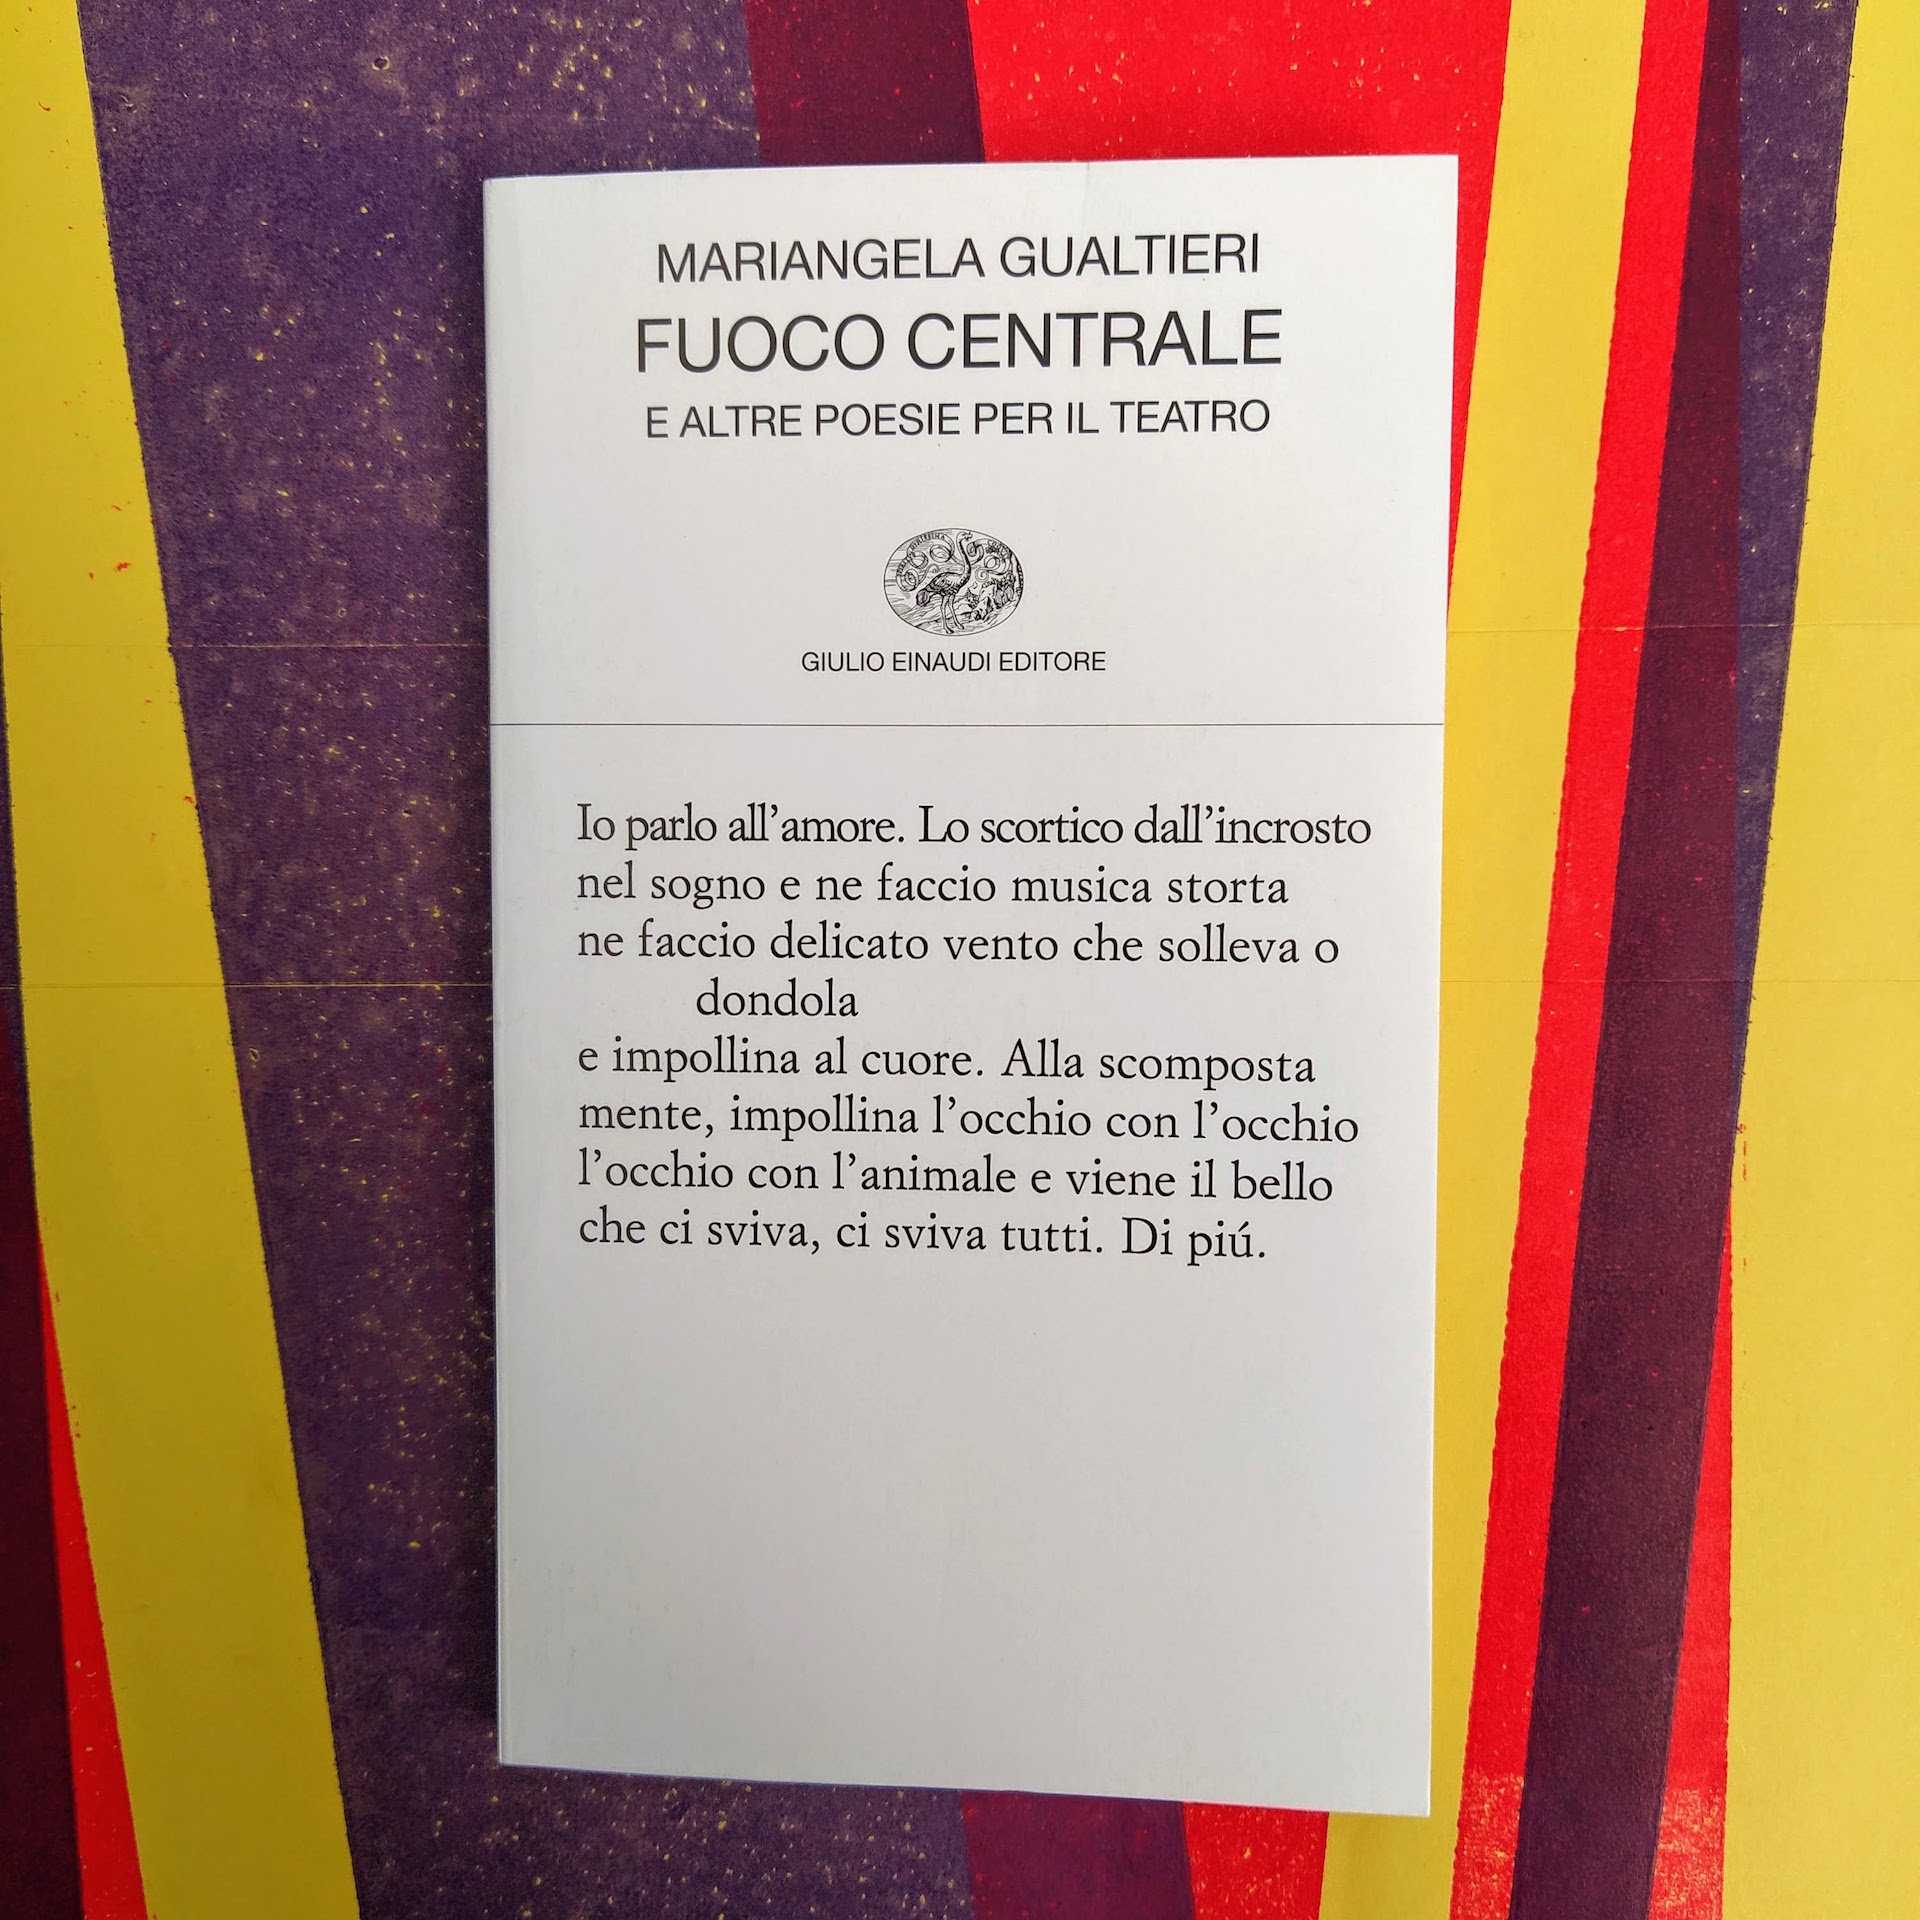 MARIANGELA GUALTIERI
FUOCO CENTRALE
E ALTRE POESIE PER IL TEATRO
GIULIO EINAUDI EDITORE
Io parlo all’amore. Lo scortico dall’incrosto
nel sogno e ne faccio musica storta
ne faccio delicato vento che solleva o
dondola
e impollina al cuore. Alla scomposta
mente, impollina l’occhio con l’occhio
l’occhio con l’animale e viene il bello
che ci sviva, ci sviva tutti. Di piú.